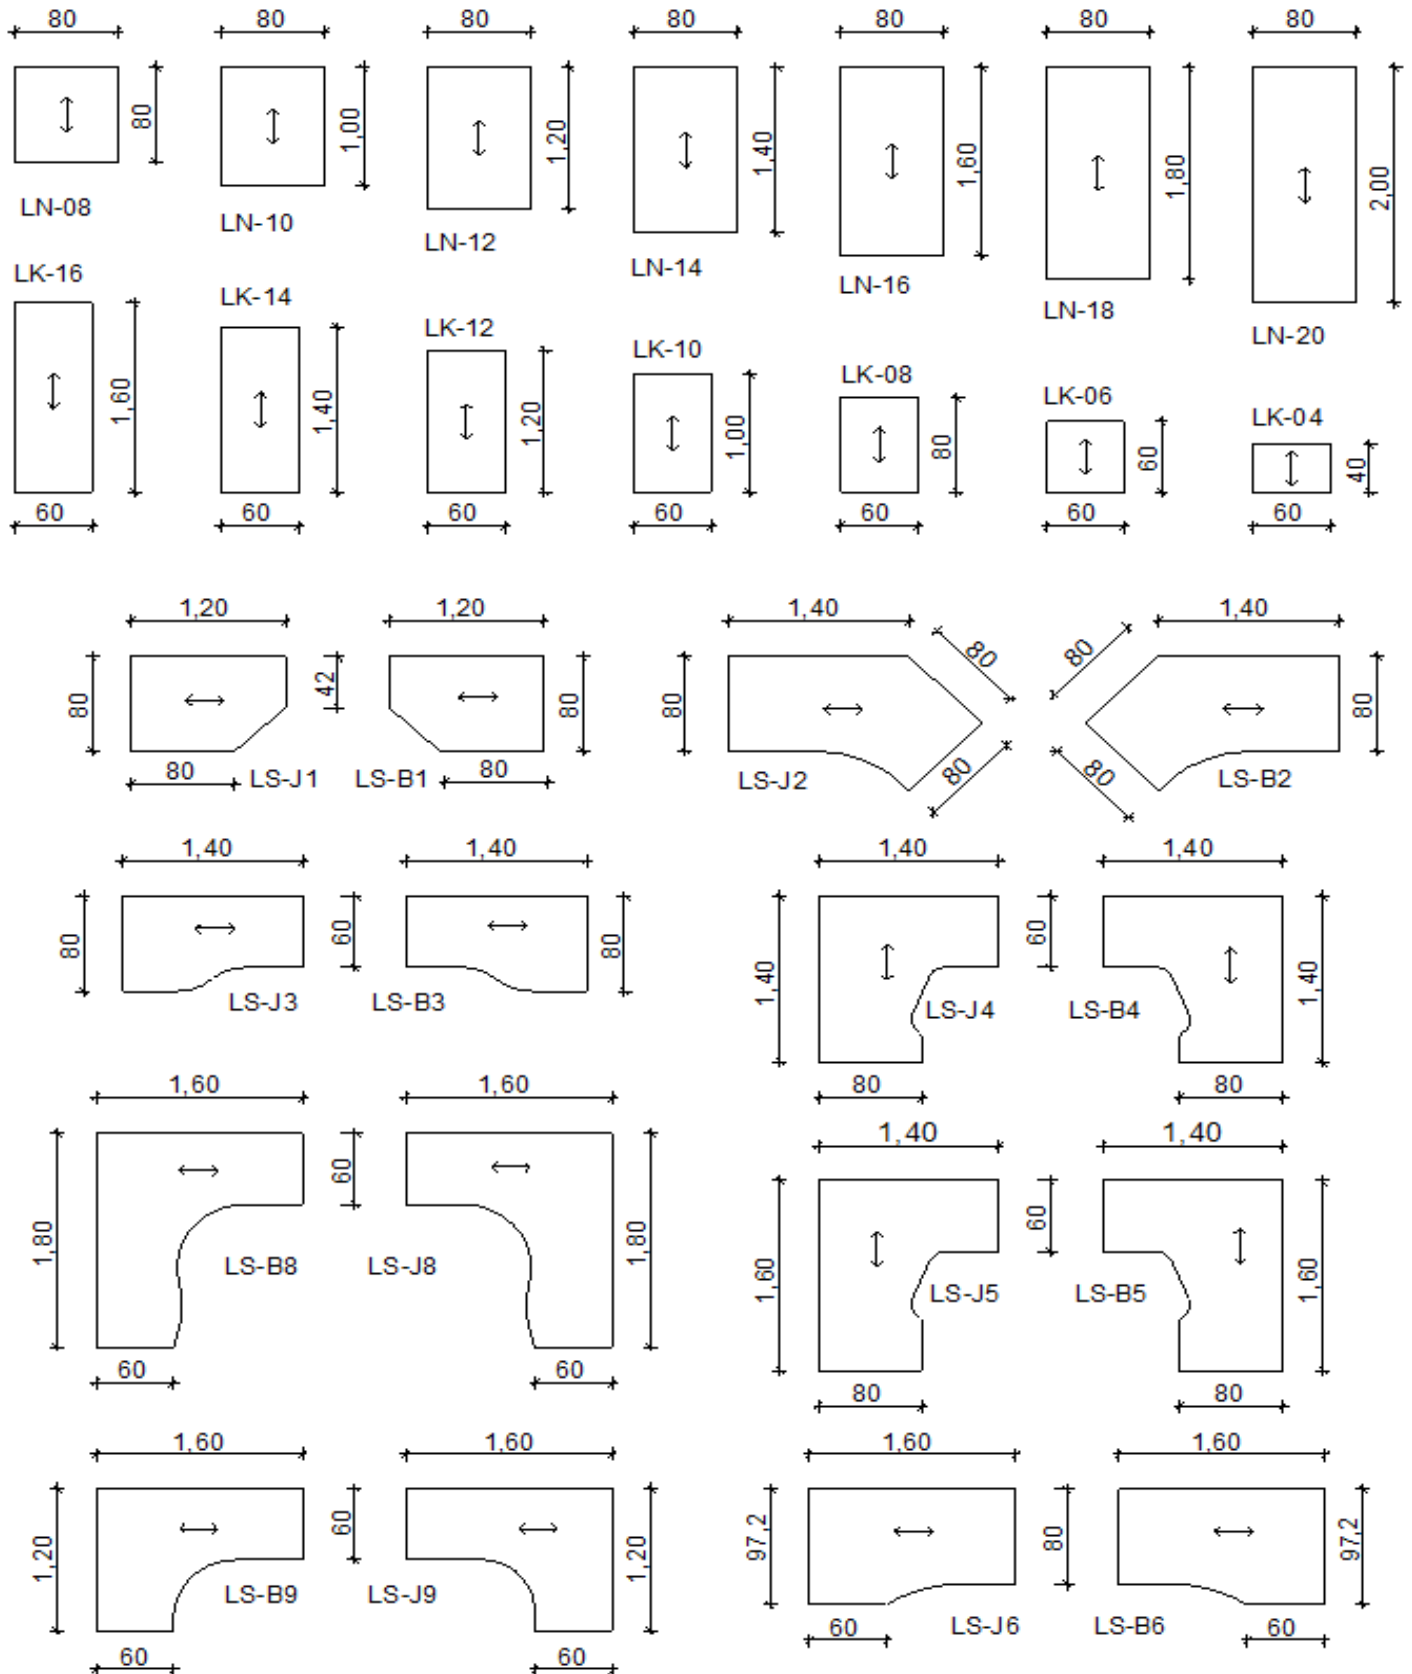 80 80 80 80 80 80 80
80 1,00 1,20 1,40 1,60 1,80 2,00
LN-08 LN-10 LN-12 LN-14 LN-16 LN-18 LN-20
LK-16 LK-14 LK-12 LK-10 LK-08 LK-06 LK-04
1,60 1,40 1,20 1,00 80 60 40
60 60 60 60 60 60 60
1,20 1,20 1,40 1,40
80 42 80 80 80 80 80
80 LS-J1 LS-B1 80 LS-J2 80 80 LS-B2
1,40 1,40 1,40 1,40
80 60 80 1,40 60 1,40
LS-J3 LS-B3 LS-J4 LS-B4
80 80
1,60 1,60 1,40 1,40
1,80 60 1,80 1,60 60 1,60
LS-B8 LS-J8 LS-J5 LS-B5
60 60 80 80
1,60 1,60 1,60 1,60
1,20 60 1,20 97,2 80 97,2
LS-B9 LS-J9 LS-J6 LS-B6
60 60 60 60